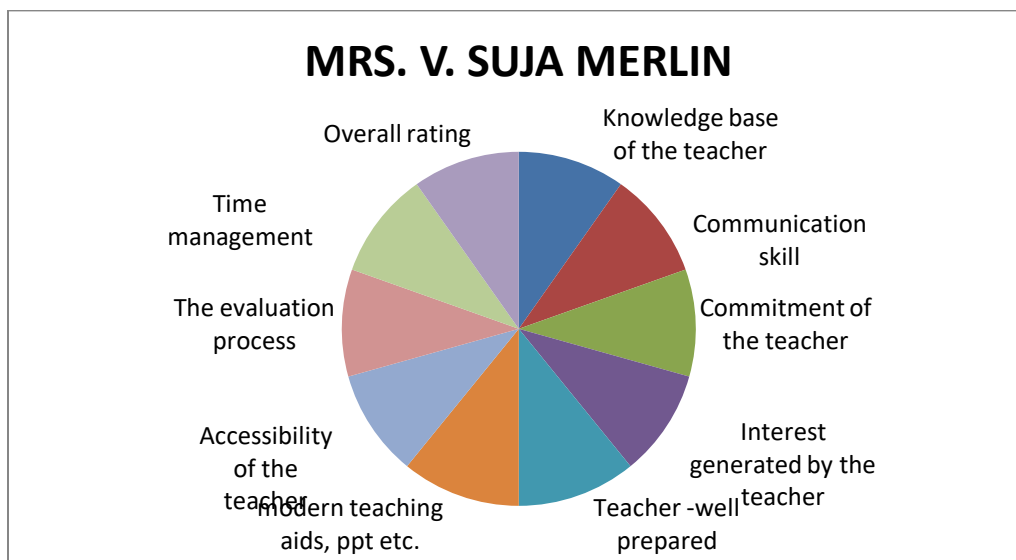 MRS. V. SUJA MERLIN
Overall rating
Knowledge base
of the teacher
Time
management
Communication
skill
The evaluation
process
Commitment of
the teacher
Accessibility
of the
teacher
Interest
generated by the
teacher
modern teaching
aids, ppt etc.
Teacher -well
prepared